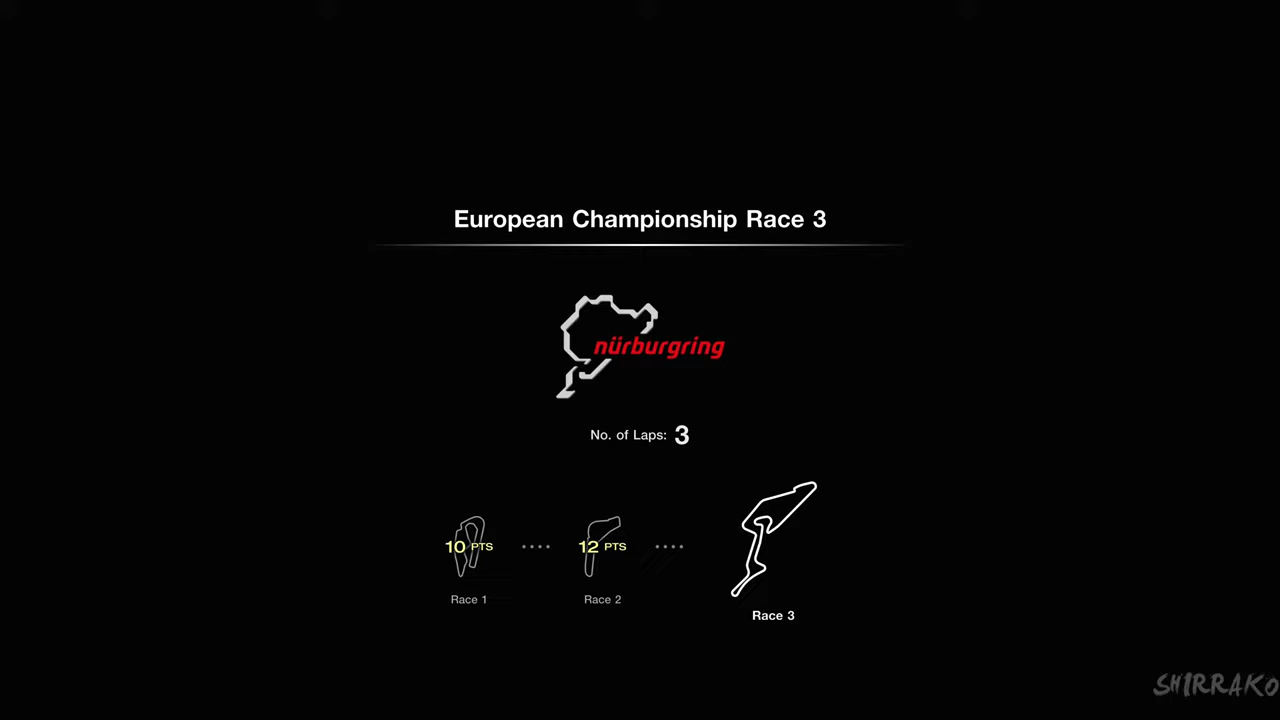 European Championship Race 3
nürburgring
No. of Laps: 3
10 PTS
12 PTS
Race 1
Race 2
Race 3
SHIRRAKO